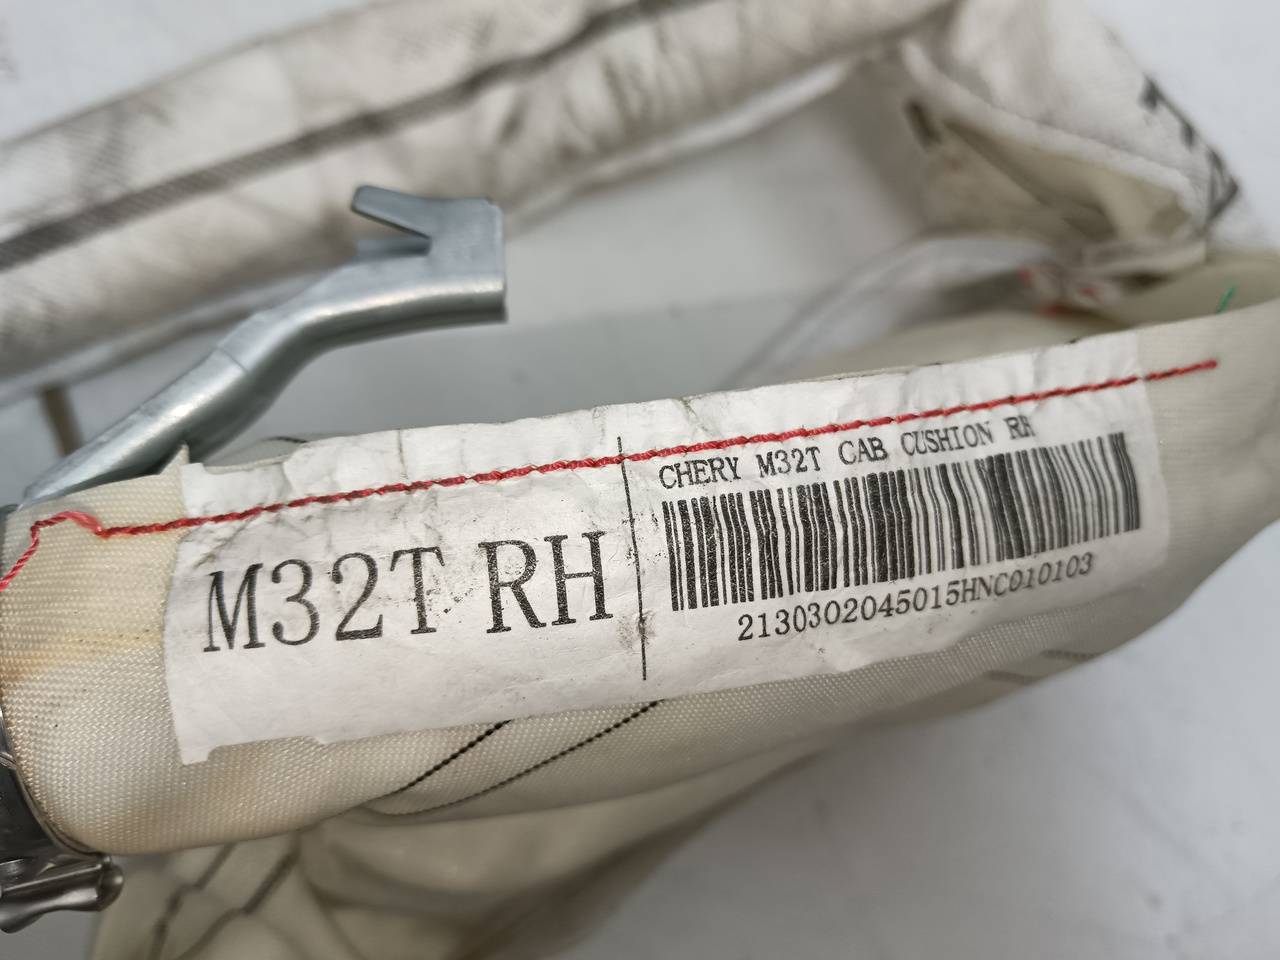 M32T RH
CHERY M32T CAB CUSHION RH
2130302045015HNC010103